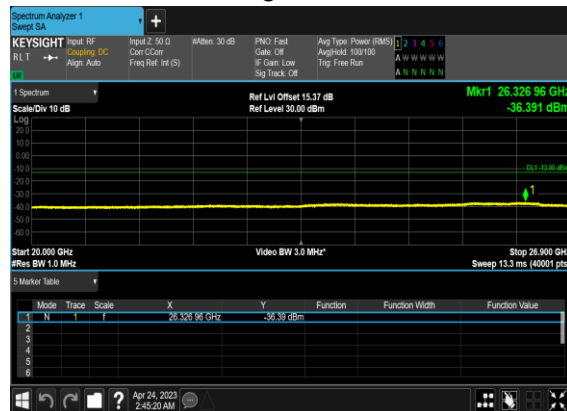 Spectrum Analyzer 1
Swept SA
KEYSIGHT Input: RF Input Z: 50 Ω #Atten: 30 dB PNO: Fast Avg Type: Power (RMS) 1 2 3 4 5 6
RLT Coupling: DC Corr CCorr Gate: Off Avg|Hold: 100/100 A W W W W W
Align: Auto Freq Ref: Int (S) IF Gain: Low Trig: Free Run
Sig Track: Off A N N N N N
1 Spectrum Ref Lvl Offset 15.37 dB Mkr1 26.326 96 GHz
Scale/Div 10 dB Ref Level 30.00 dBm -36.391 dBm
Log
20.0
10.0
0.00
-10.0 DL1 -13.00 dBm
-20.0
-30.0 1
-40.0
-50.0
-60.0
Start 20.000 GHz Video BW 3.0 MHz* Stop 26.900 GHz
#Res BW 1.0 MHz Sweep 13.3 ms (40001 pts)
5 Marker Table
Mode Trace Scale X Y Function Function Width Function Value
1 N 1 f 26.326 96 GHz -36.39 dBm
2
3
4
5
6
? Apr 24, 2023
2:45:20 AM